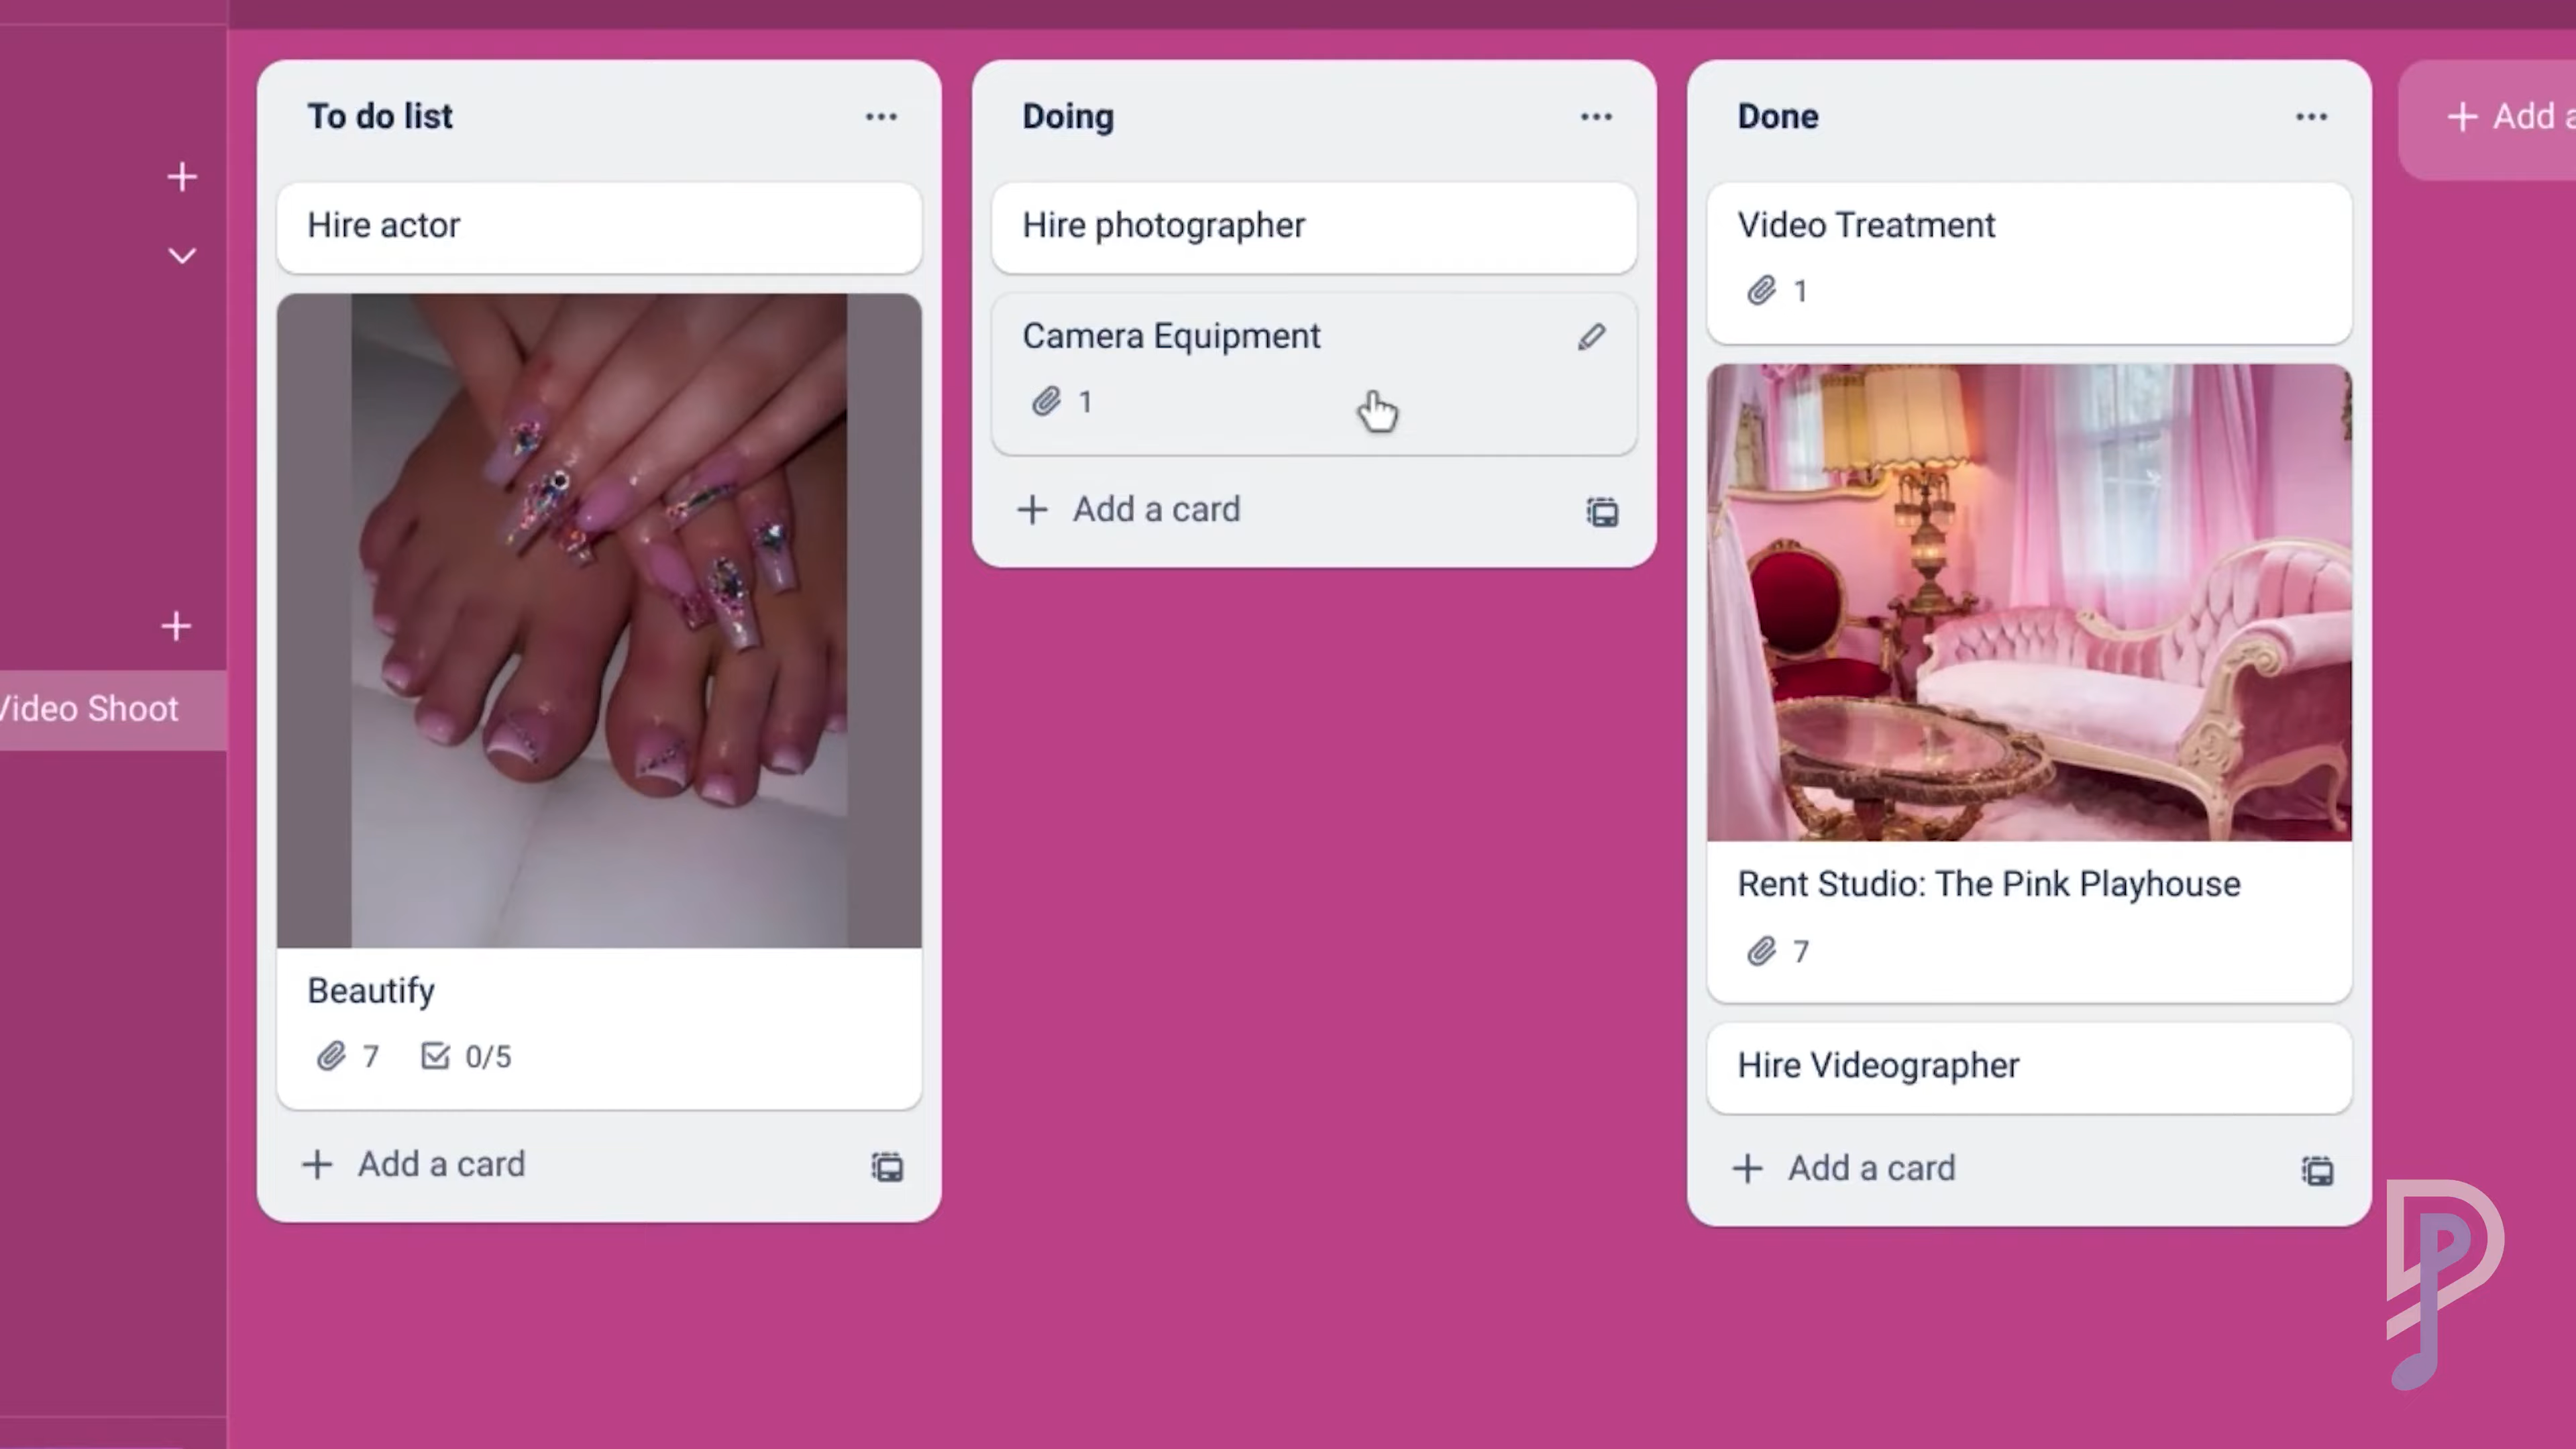 To do list
Hire actor
Beautify
7 0/5
+ Add a card
Doing
Hire photographer
Camera Equipment
1
+ Add a card
Done
Video Treatment
1
Rent Studio: The Pink Playhouse
7
Hire Videographer
+ Add a card
+ Add a
Video Shoot